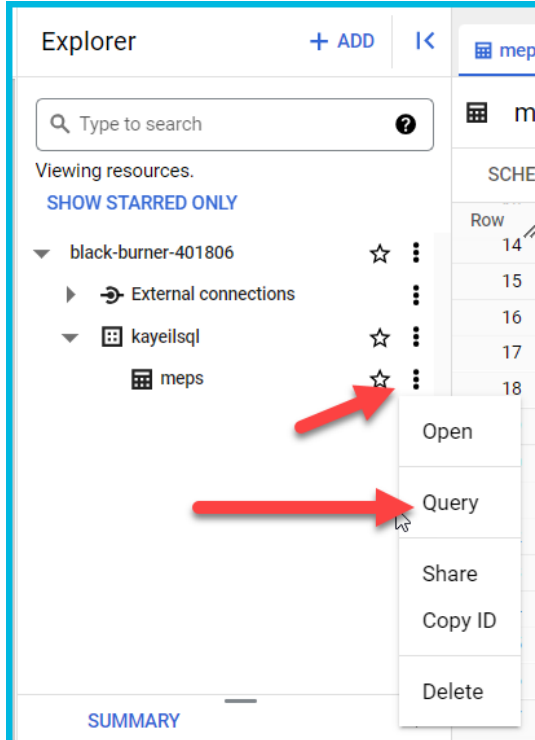 Explorer
+ ADD
mep
Type to search
m
Viewing resources.
SCHE
SHOW STARRED ONLY
Row
black-burner-401806
14
External connections
15
16
kayeilsql
17
meps
18
Open
Query
Share
Copy ID
Delete
SUMMARY